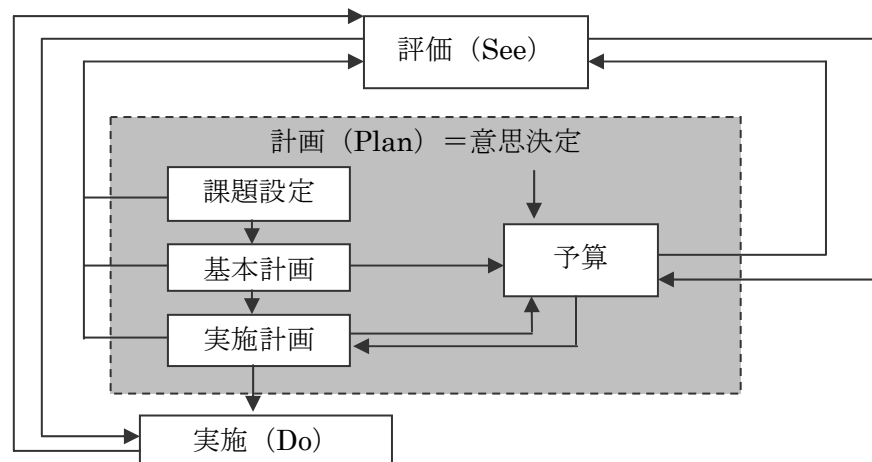 評価（See）
計画（Plan）＝意思決定
課題設定
基本計画
予算
実施計画
実施（Do）